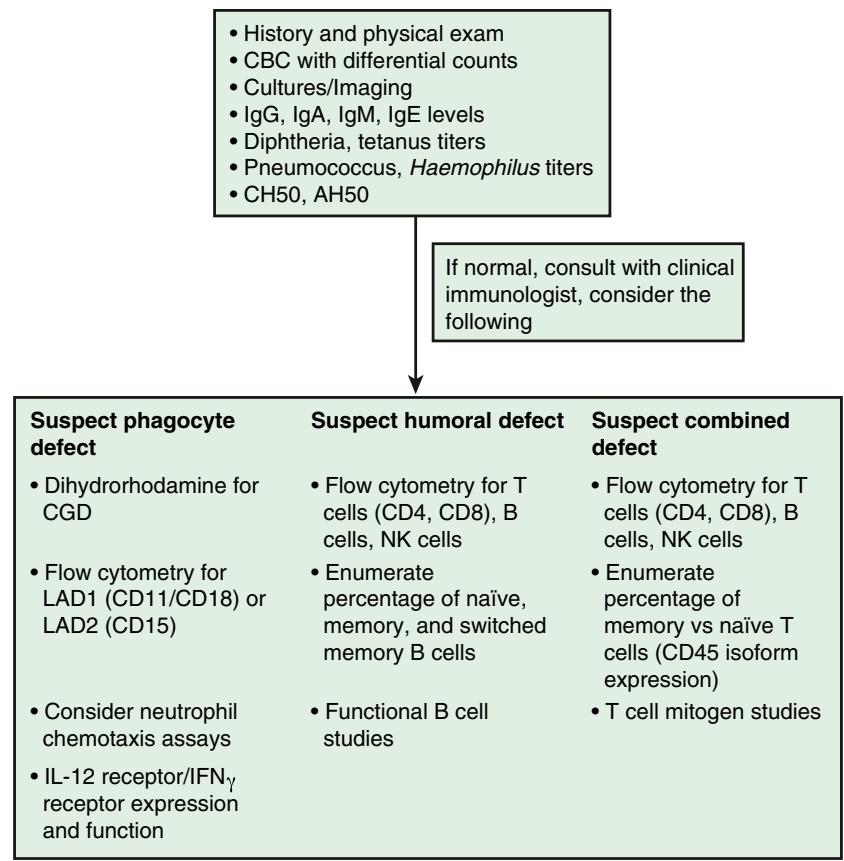 • History and physical exam
• CBC with differential counts
• Cultures/Imaging
• IgG, IgA, IgM, IgE levels
• Diphtheria, tetanus titers
• Pneumococcus, Haemophilus titers
• CH50, AH50
If normal, consult with clinical
immunologist, consider the
following
Suspect phagocyte
defect
• Dihydrorhodamine for
CGD
• Flow cytometry for
LAD1 (CD11/CD18) or
LAD2 (CD15)
• Consider neutrophil
chemotaxis assays
• IL-12 receptor/IFNγ
receptor expression
and function
Suspect humoral defect
• Flow cytometry for T
cells (CD4, CD8), B
cells, NK cells
• Enumerate
percentage of naïve,
memory, and switched
memory B cells
• Functional B cell
studies
Suspect combined
defect
• Flow cytometry for T
cells (CD4, CD8), B
cells, NK cells
• Enumerate
percentage of
memory vs naïve T
cells (CD45 isoform
expression)
• T cell mitogen studies